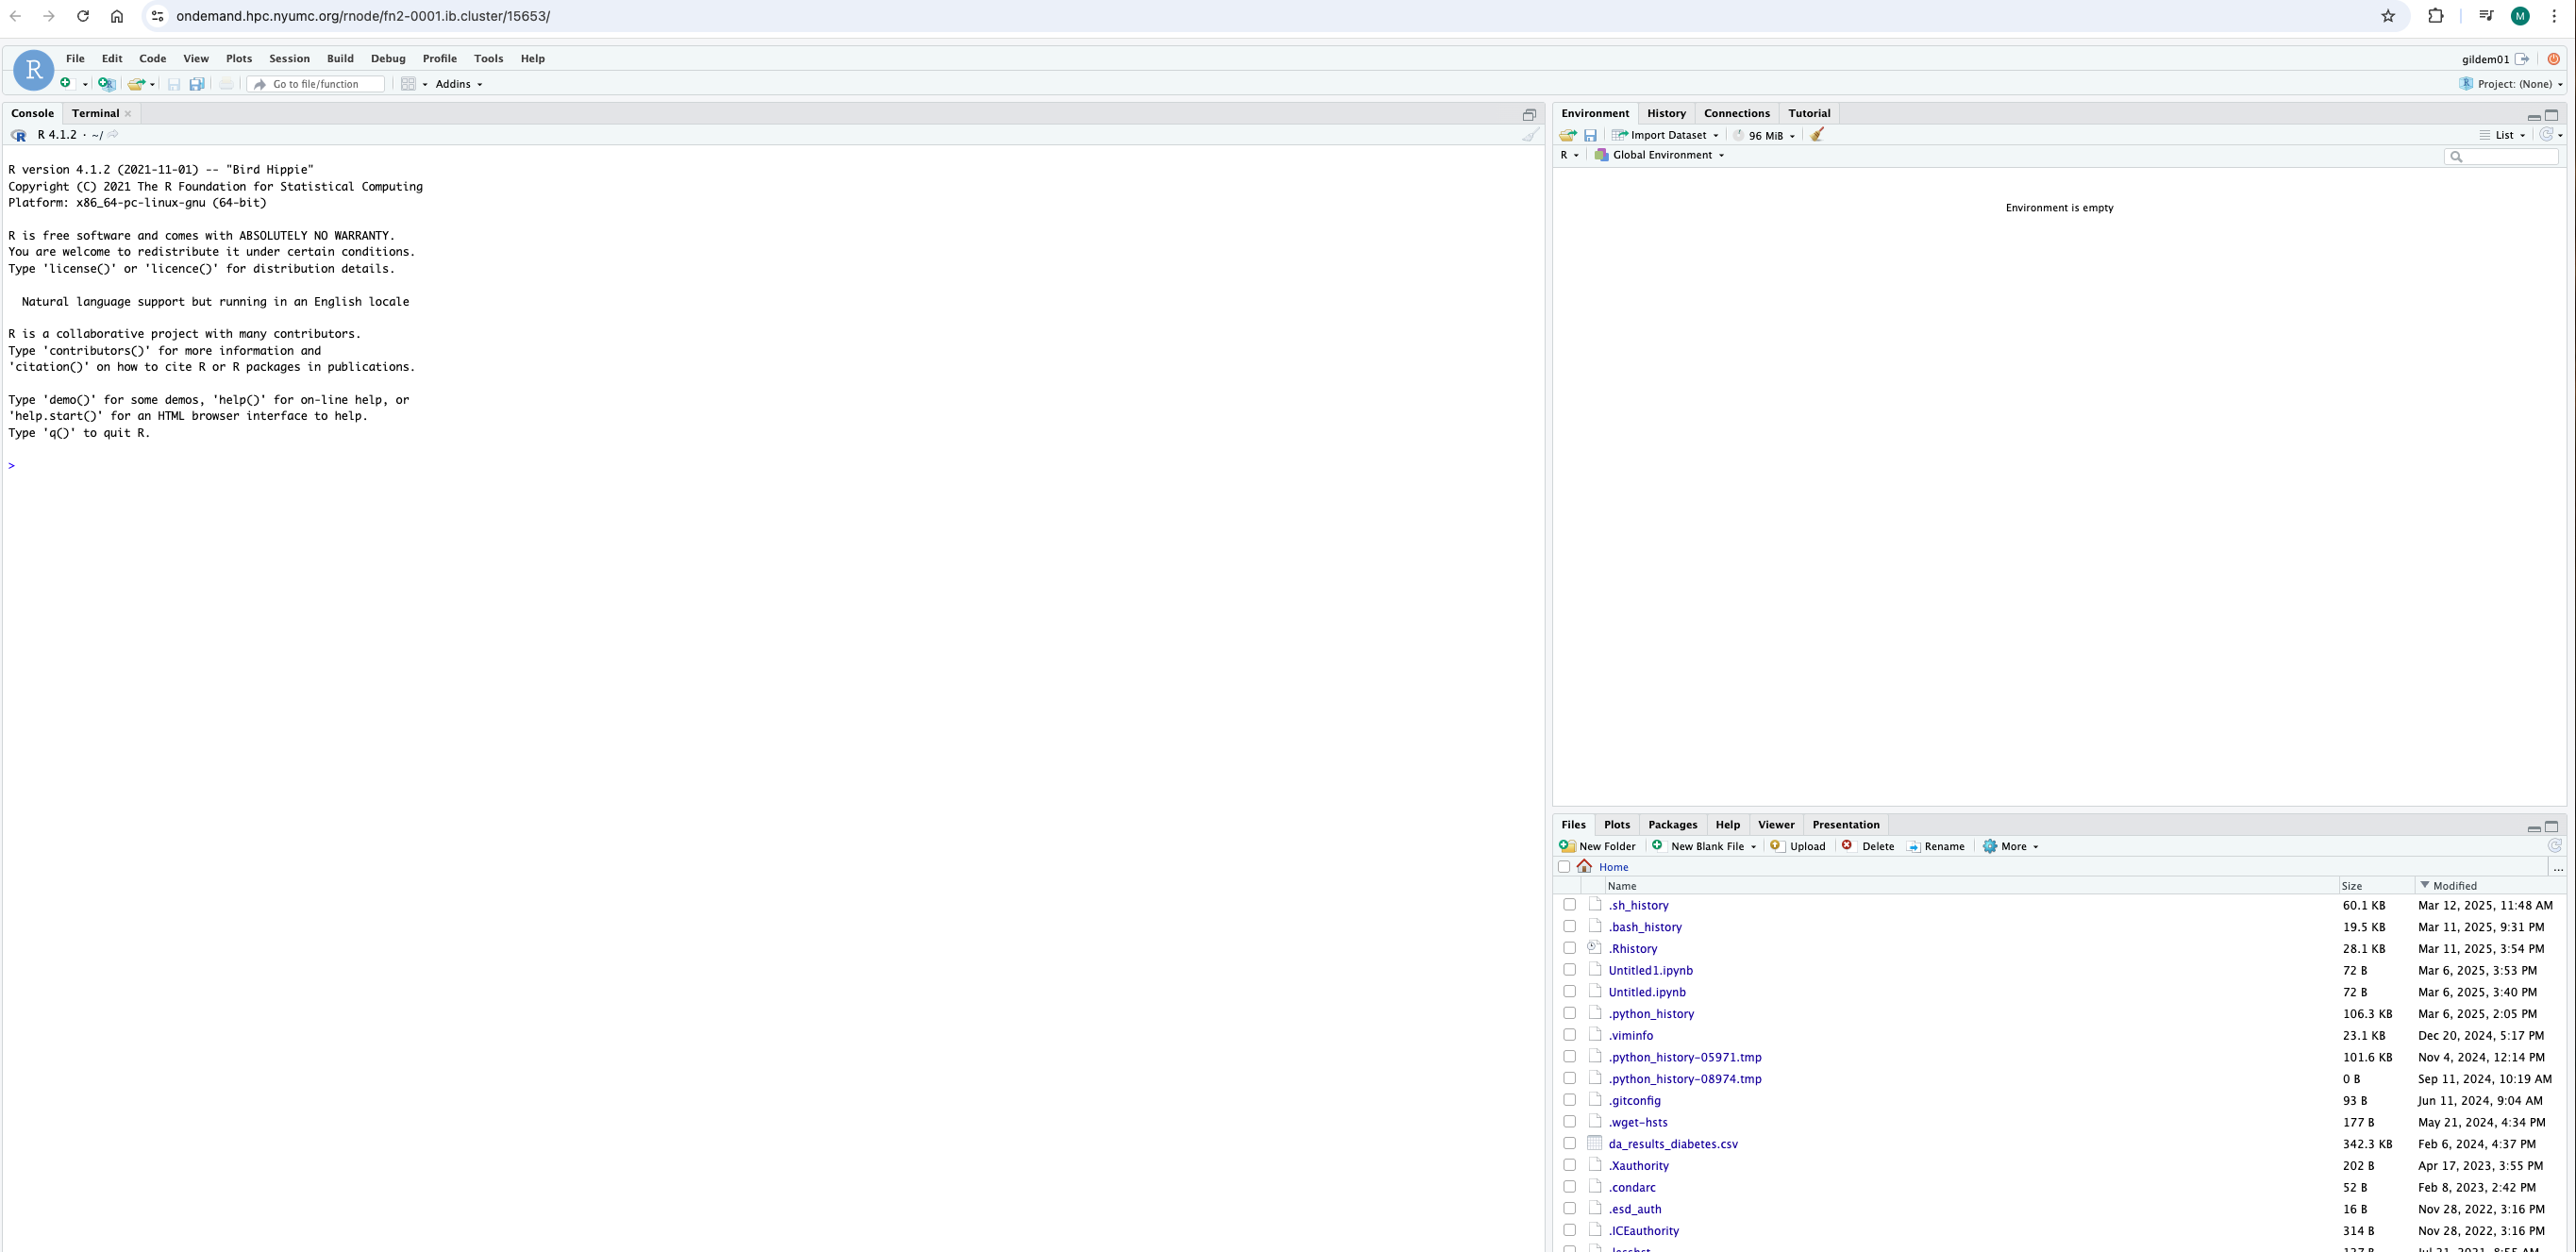 ondemand.hpc.nyumc.org/rnode/fn2-0001.ib.cluster/15653/
M
R
File Edit Code View Plots Session Build Debug Profile Tools Help
gildem01
Go to file/function
Addins
Project: (None)
Console Terminal
R 4.1.2 · ~/
R version 4.1.2 (2021-11-01) -- "Bird Hippie"
Copyright (C) 2021 The R Foundation for Statistical Computing
Platform: x86_64-pc-linux-gnu (64-bit)
R is free software and comes with ABSOLUTELY NO WARRANTY.
You are welcome to redistribute it under certain conditions.
Type 'license()' or 'licence()' for distribution details.
Natural language support but running in an English locale
R is a collaborative project with many contributors.
Type 'contributors()' for more information and
'citation()' on how to cite R or R packages in publications.
Type 'demo()' for some demos, 'help()' for on-line help, or
'help.start()' for an HTML browser interface to help.
Type 'q()' to quit R.
>
Environment History Connections Tutorial
Import Dataset 96 MiB List
R Global Environment
Environment is empty
Files Plots Packages Help Viewer Presentation
New Folder New Blank File Upload Delete Rename More
Home ...
Name Size Modified
.sh_history 60.1 KB Mar 12, 2025, 11:48 AM
.bash_history 19.5 KB Mar 11, 2025, 9:31 PM
.Rhistory 28.1 KB Mar 11, 2025, 3:54 PM
Untitled1.ipynb 72 B Mar 6, 2025, 3:53 PM
Untitled.ipynb 72 B Mar 6, 2025, 3:40 PM
.python_history 106.3 KB Mar 6, 2025, 2:05 PM
.viminfo 23.1 KB Dec 20, 2024, 5:17 PM
.python_history-05971.tmp 101.6 KB Nov 4, 2024, 12:14 PM
.python_history-08974.tmp 0 B Sep 11, 2024, 10:19 AM
.gitconfig 93 B Jun 11, 2024, 9:04 AM
.wget-hsts 177 B May 21, 2024, 4:34 PM
da_results_diabetes.csv 342.3 KB Feb 6, 2024, 4:37 PM
.Xauthority 202 B Apr 17, 2023, 3:55 PM
.condarc 52 B Feb 8, 2023, 2:42 PM
.esd_auth 16 B Nov 28, 2022, 3:16 PM
.ICEauthority 314 B Nov 28, 2022, 3:16 PM